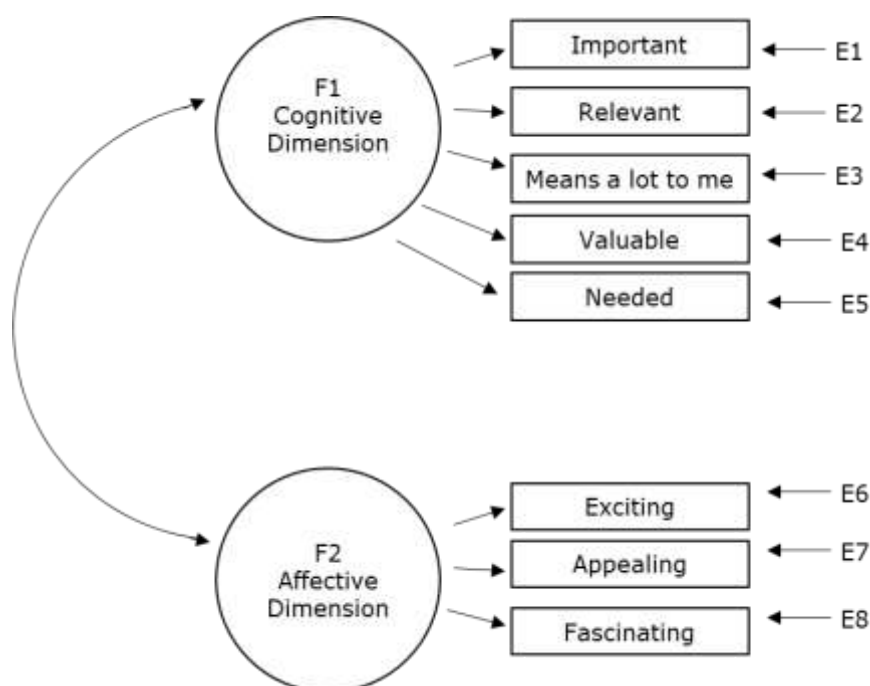 F1
Cognitive
Dimension
Important
E1
Relevant
E2
Means a lot to me
E3
Valuable
E4
Needed
E5
F2
Affective
Dimension
Exciting
E6
Appealing
E7
Fascinating
E8